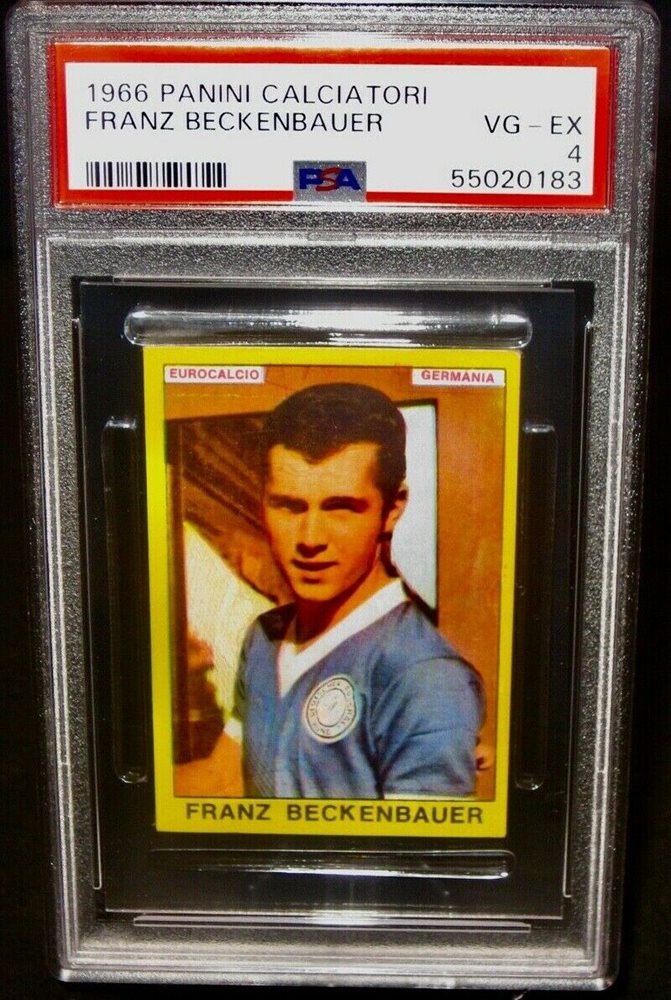 1966 PANINI CALCIATORI
FRANZ BECKENBAUER
VG – EX
4
PSA
55020183
EUROCALCIO
GERMANIA
FRANZ BECKENBAUER